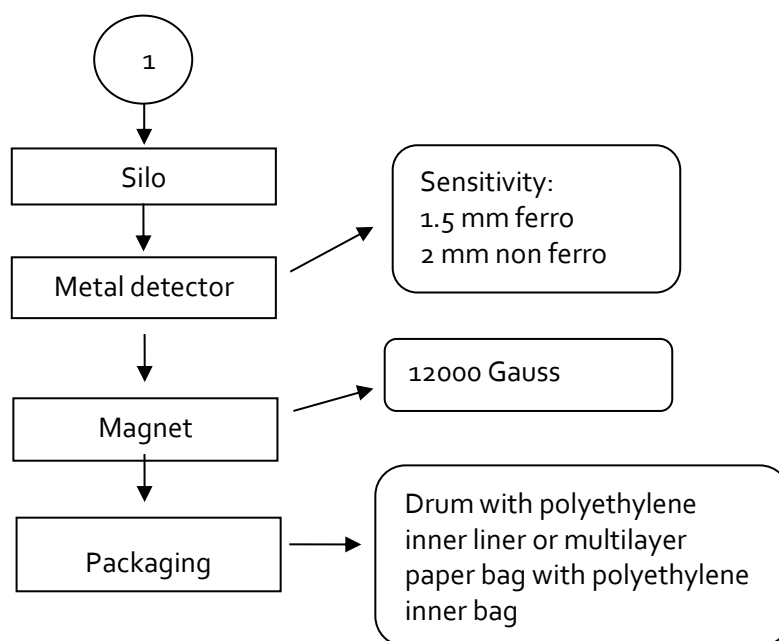 1
Silo
Sensitivity:
1.5 mm ferro
2 mm non ferro
Metal detector
12000 Gauss
Magnet
Drum with polyethylene
inner liner or multilayer
paper bag with polyethylene
inner bag
Packaging